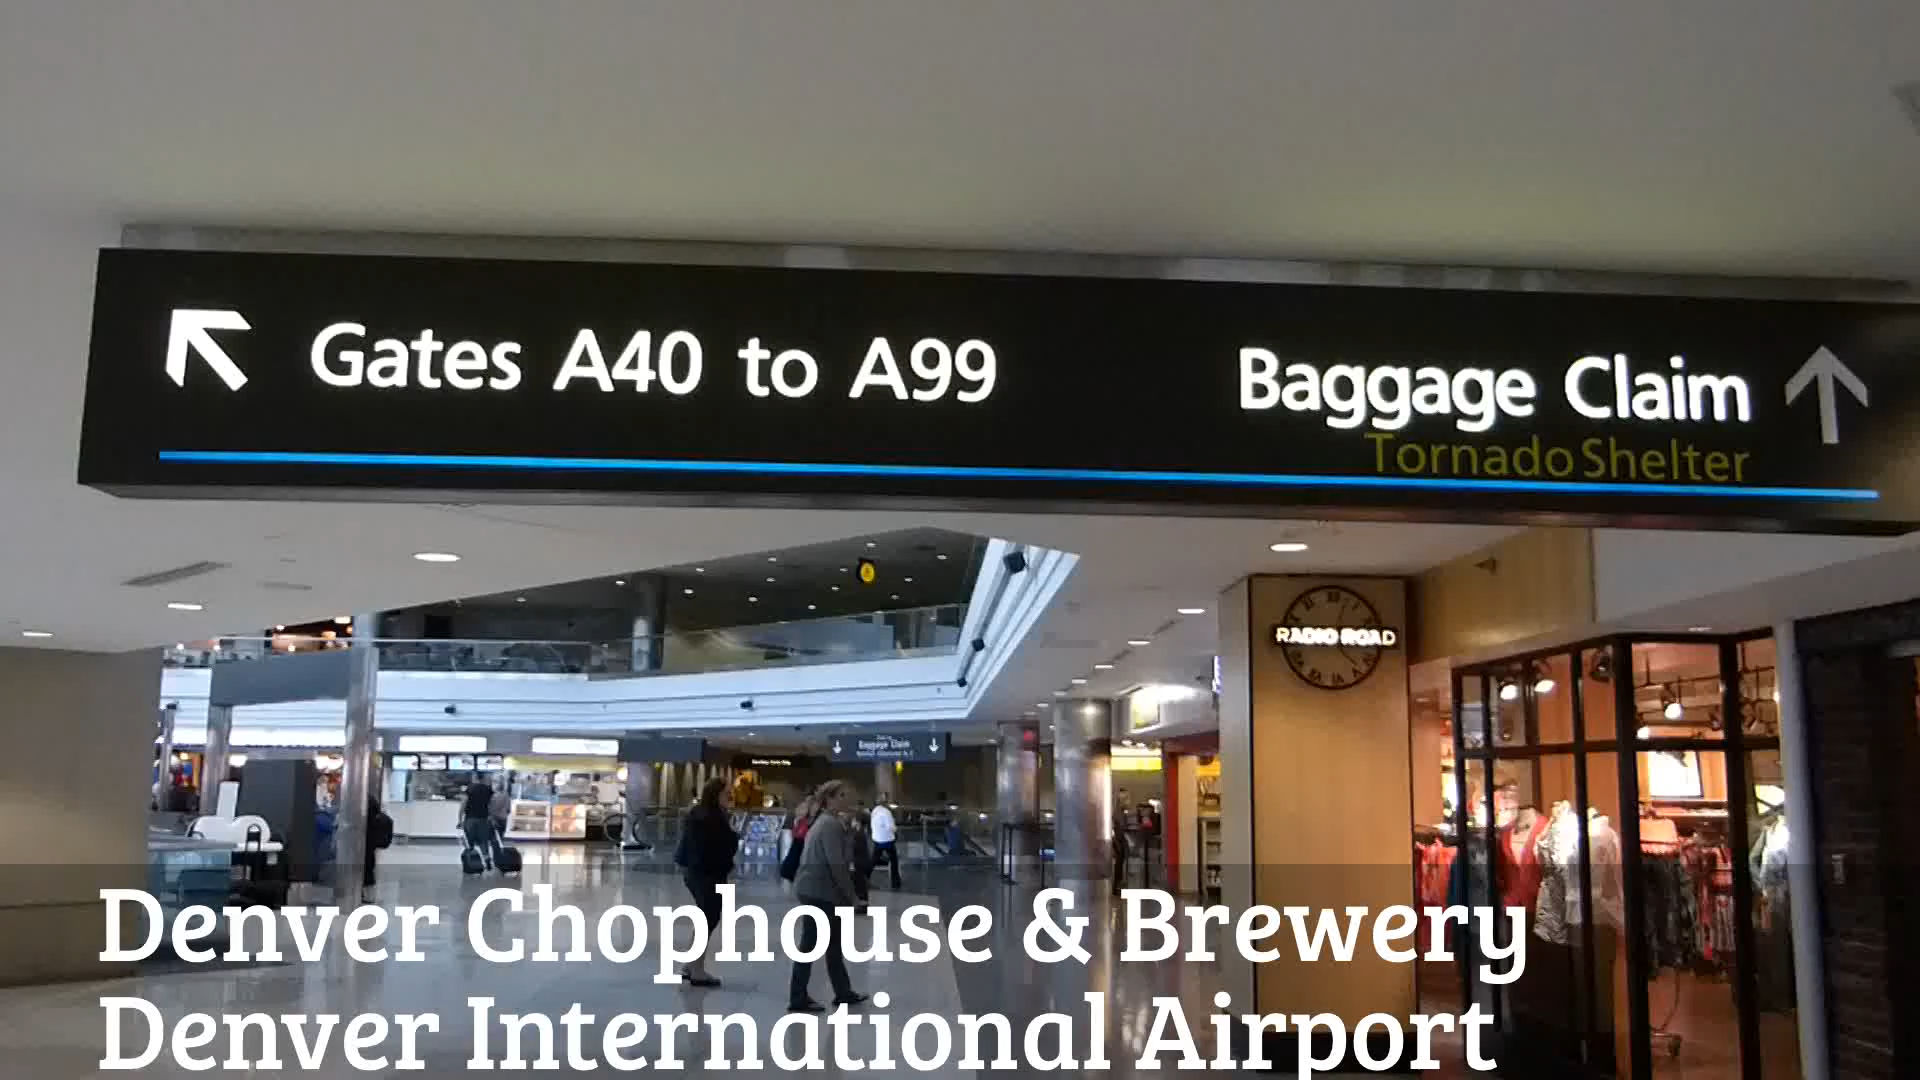 Gates A40 to A99
Baggage Claim
Tornado Shelter
RADIO ROAD
Baggage Claim
Denver Chophouse & Brewery
Denver International Airport